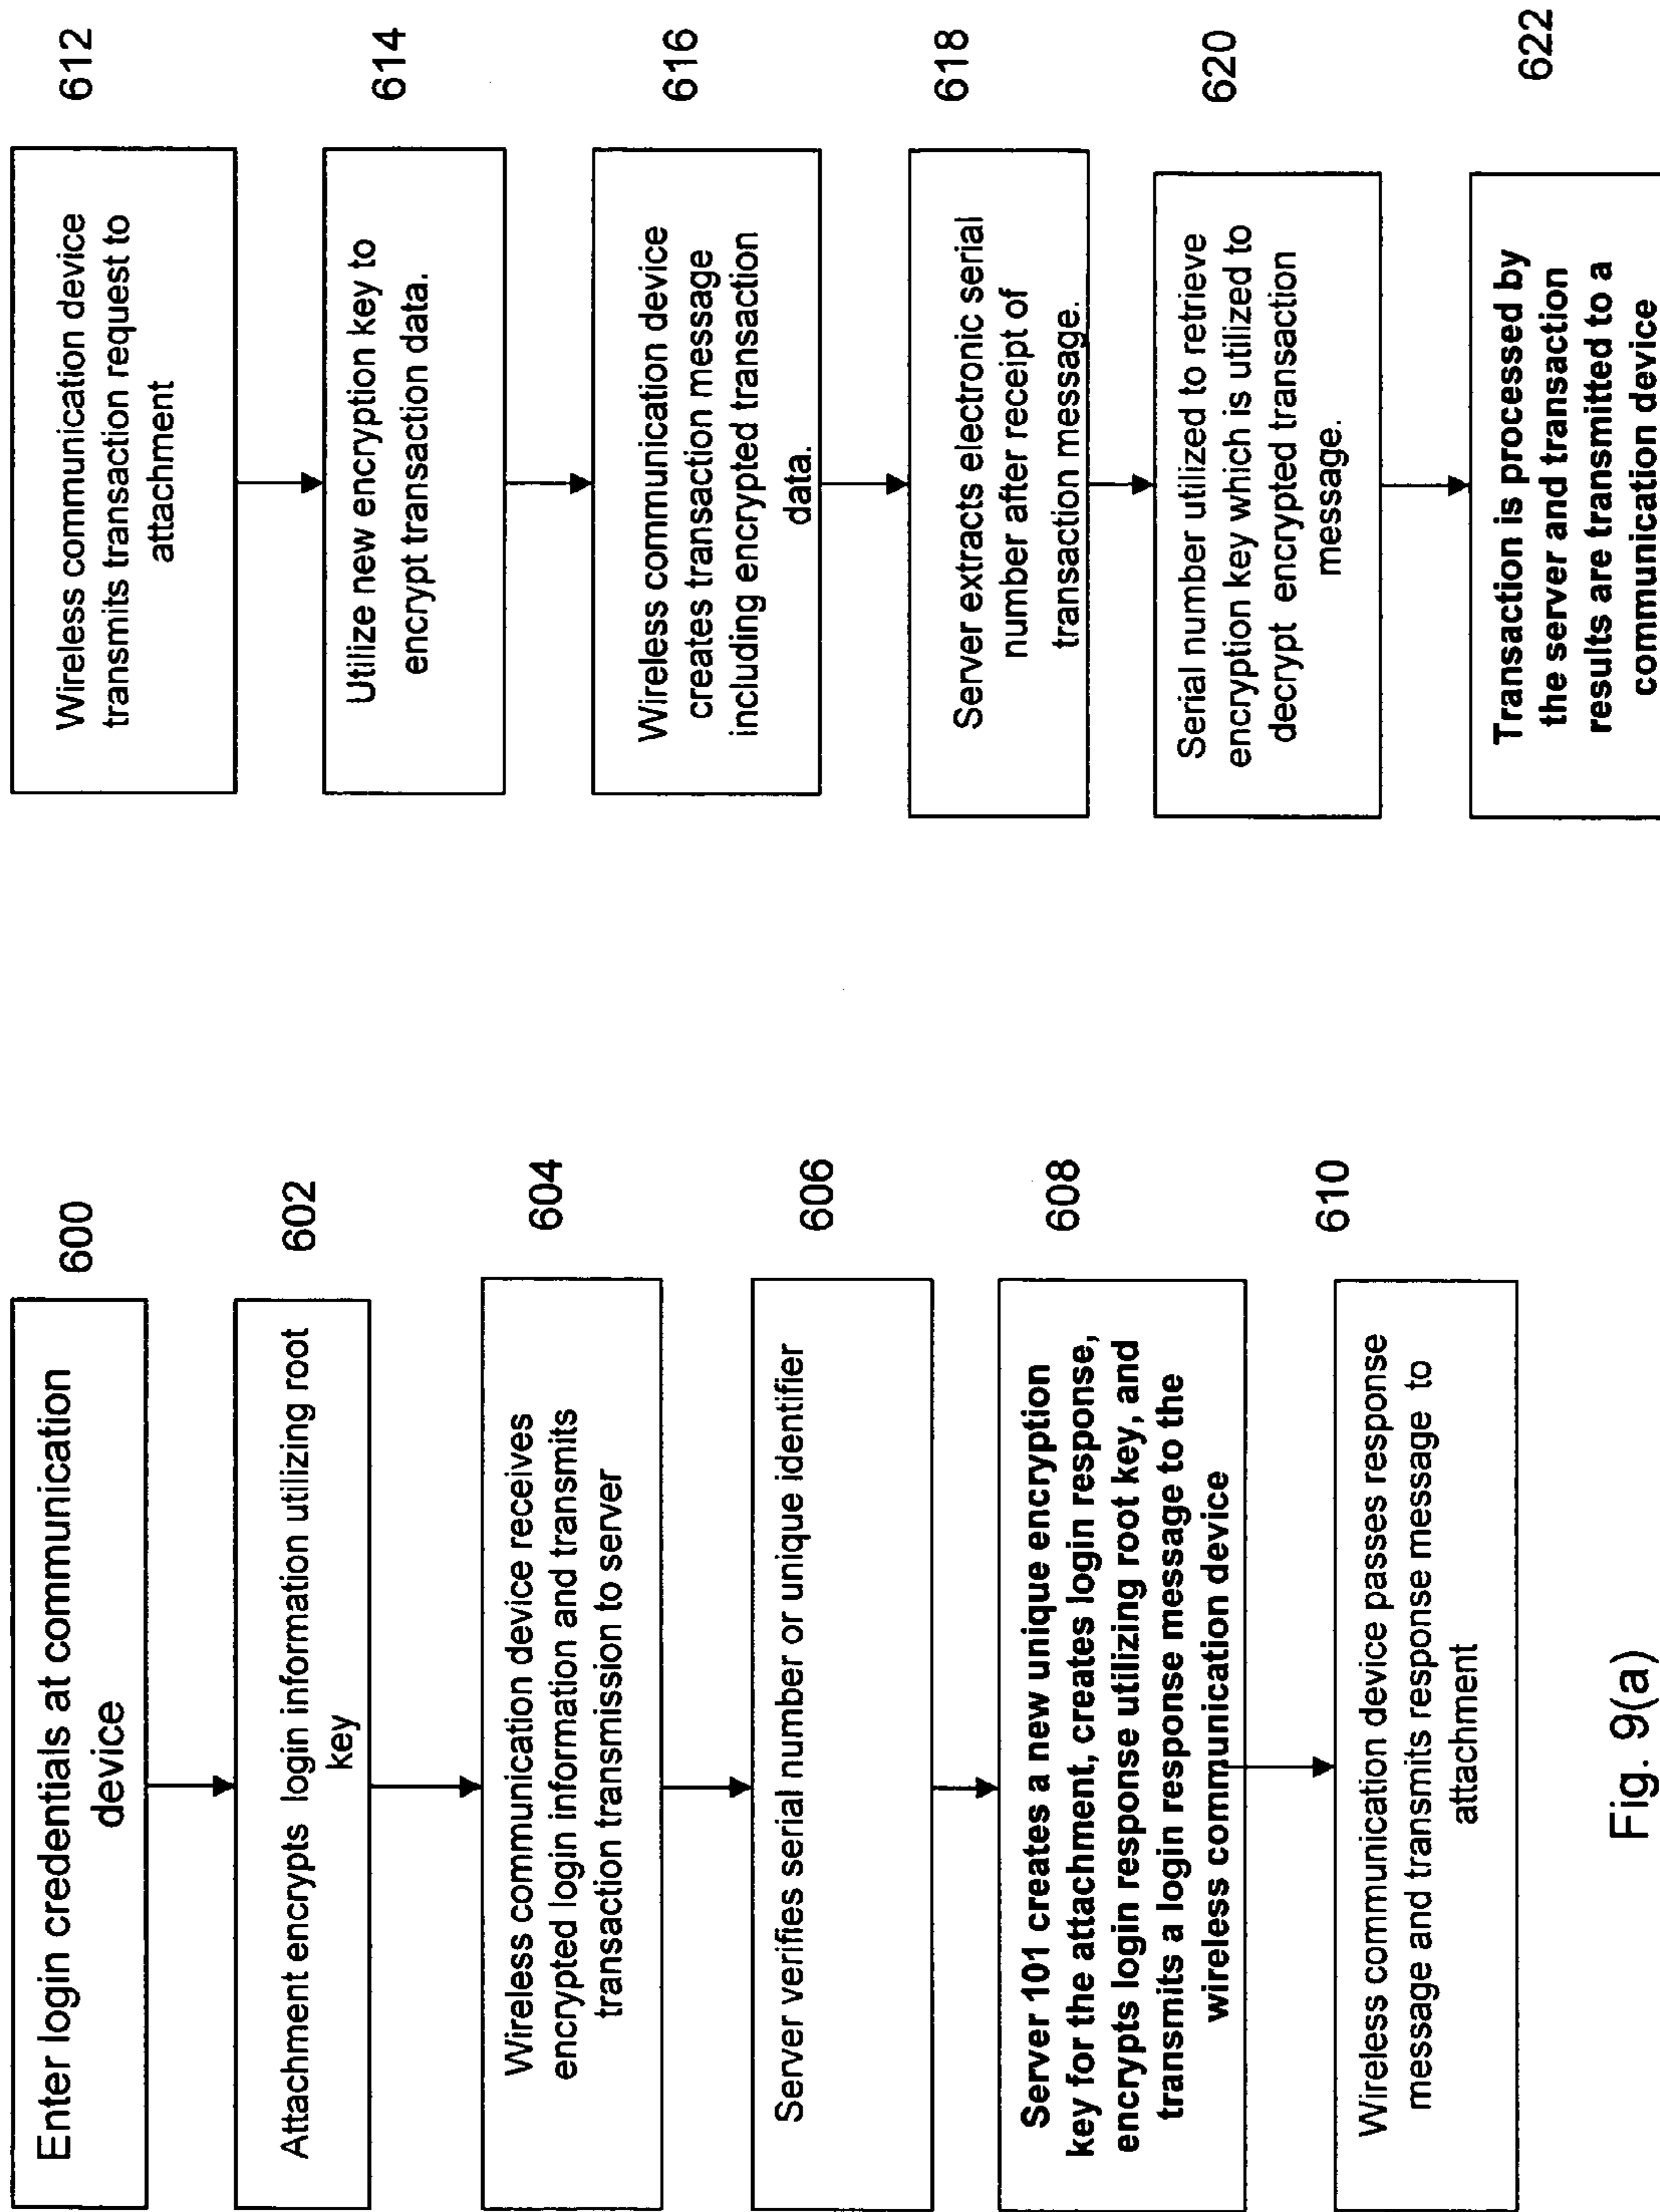 600
Enter login credentials at communication
device
602
Attachment encrypts login information utilizing root
key
604
Wireless communication device receives
encrypted login information and transmits
transaction transmission to server
606
Server verifies serial number or unique identifier
608
Server 101 creates a new unique encryption
key for the attachment, creates login response,
encrypts login response utilizing root key, and
transmits a login response message to the
wireless communication device
610
Wireless communication device passes response
message and transmits response message to
attachment
612
Wireless communication device
transmits transaction request to
attachment
614
Utilize new encryption key to
encrypt transaction data.
616
Wireless communication device
creates transaction message
including encrypted transaction
data.
618
Server extracts electronic serial
number after receipt of
transaction message.
620
Serial number utilized to retrieve
encryption key which is utilized to
decrypt encrypted transaction
message.
622
Transaction is processed by
the server and transaction
results are transmitted to a
communication device
Fig. 9(a)